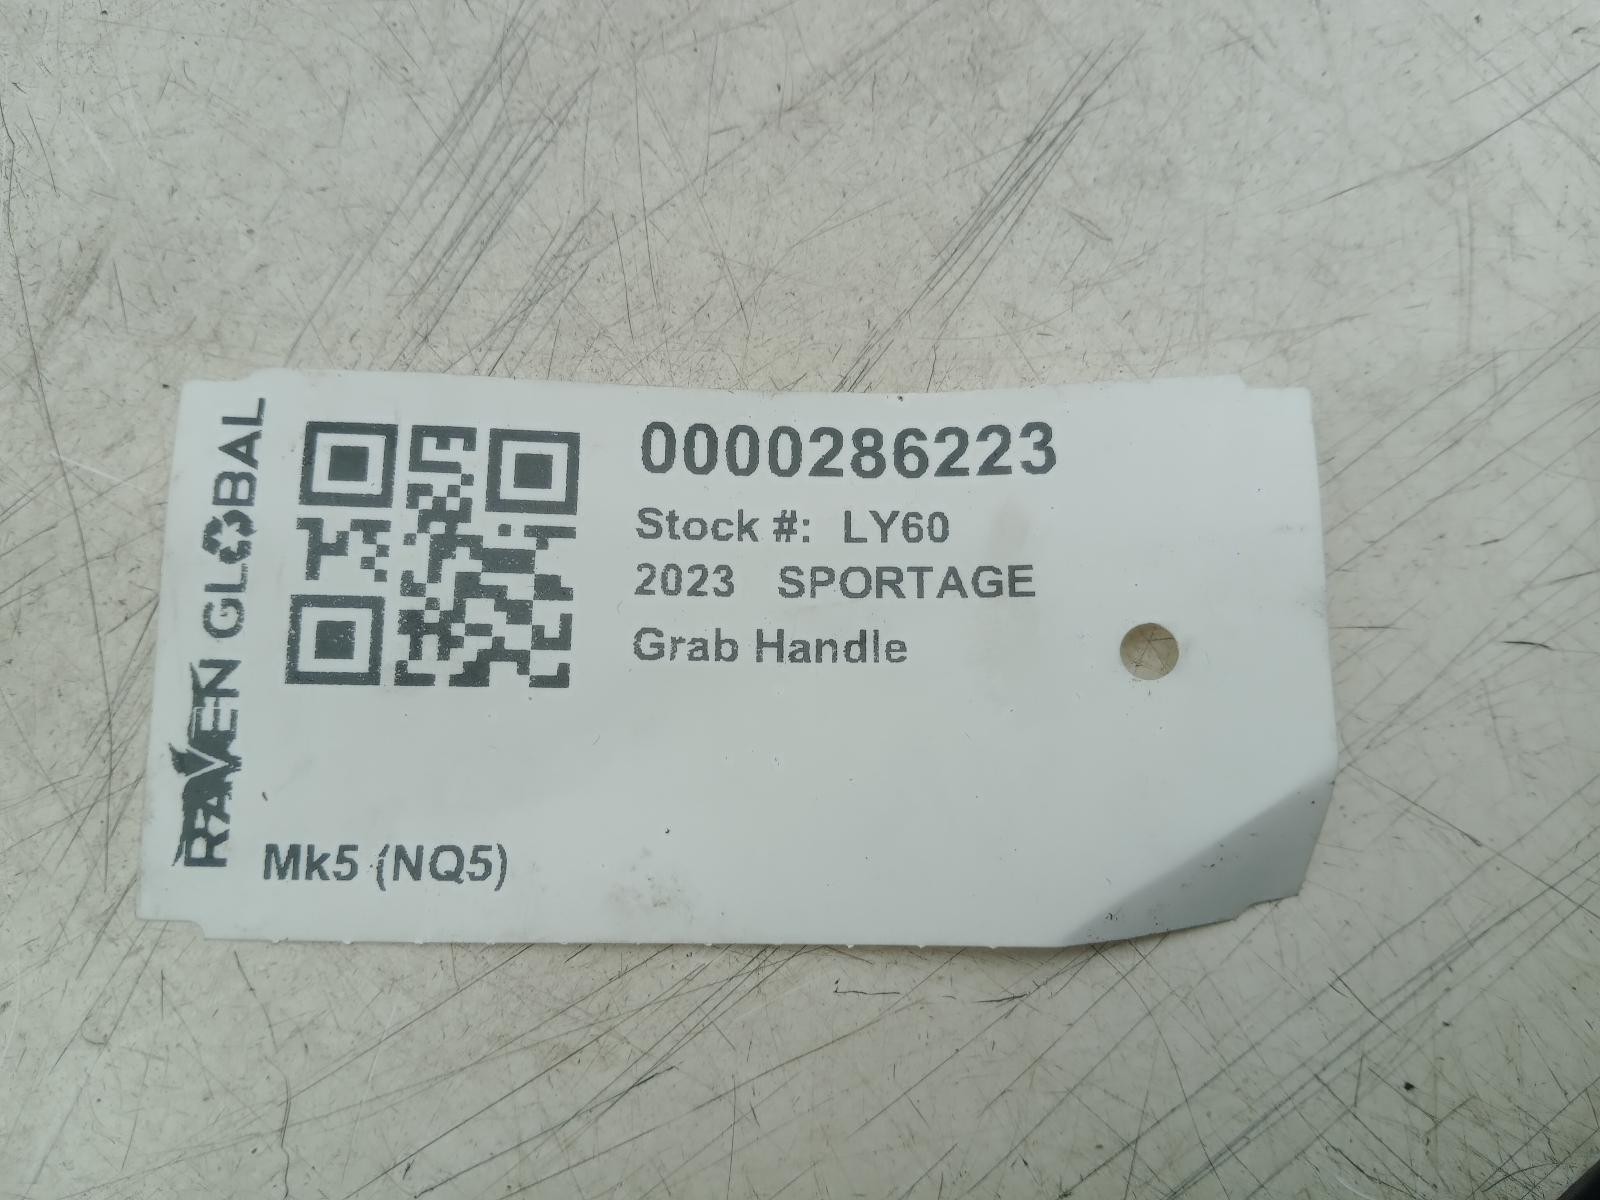 RAVEN GLOBAL
0000286223
Stock #: LY60
2023 SPORTAGE
Grab Handle
Mk5 (NQ5)